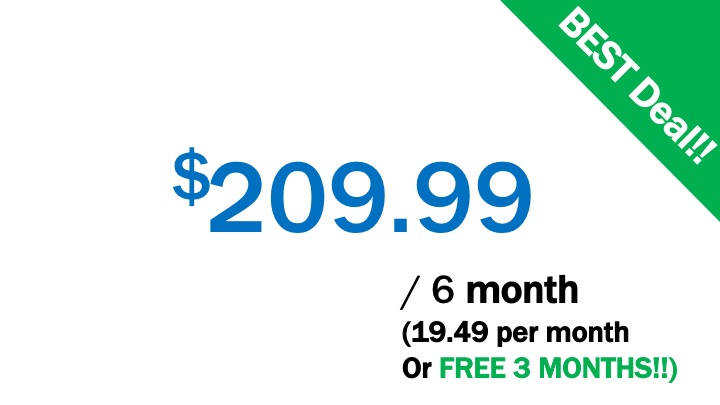 BEST Deal!!!
$209.99
/ 6 month
(19.49 per month
Or FREE 3 MONTHS!!)